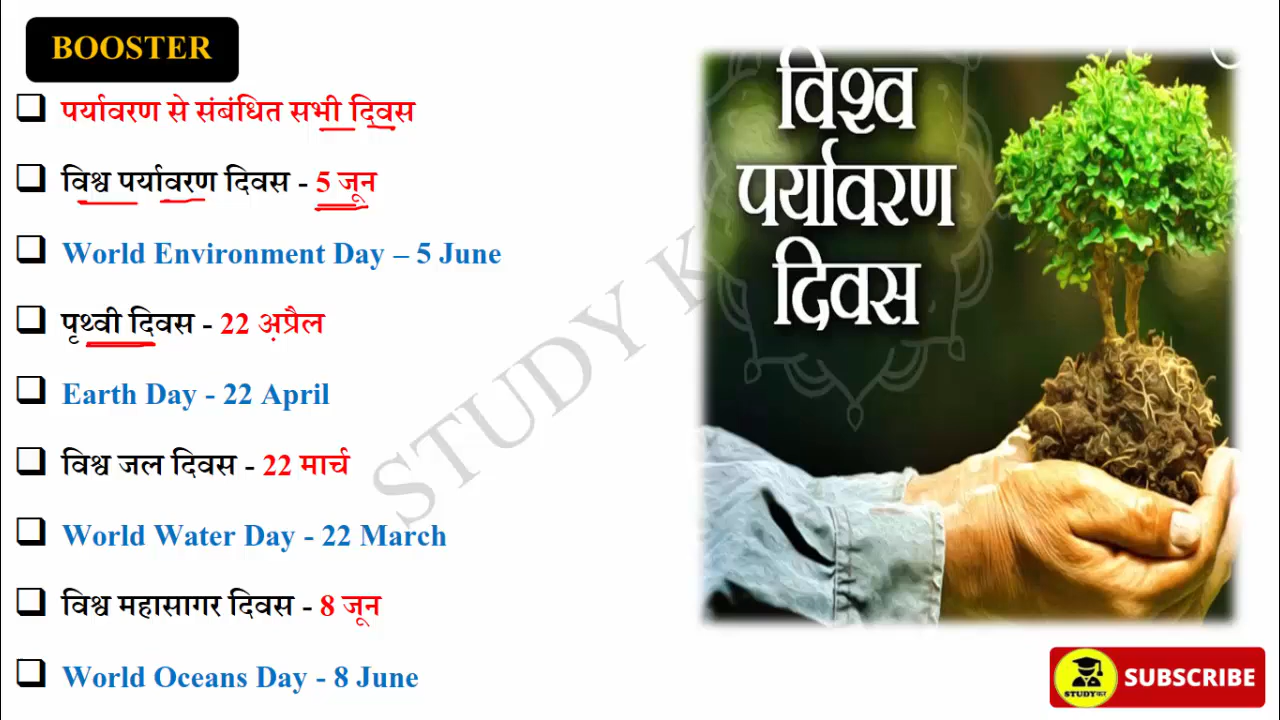 BOOSTER
पर्यावरण से संबंधित सभी दिवस
विश्व पर्यावरण दिवस - 5 जून
World Environment Day – 5 June
पृथ्वी दिवस - 22 अ़प्रैल
Earth Day - 22 April
विश्व जल दिवस - 22 मार्च
World Water Day - 22 March
विश्व महासागर दिवस - 8 जून
World Oceans Day - 8 June
विश्व
पर्यावरण
दिवस
STUDY K
STUDY
SUBSCRIBE